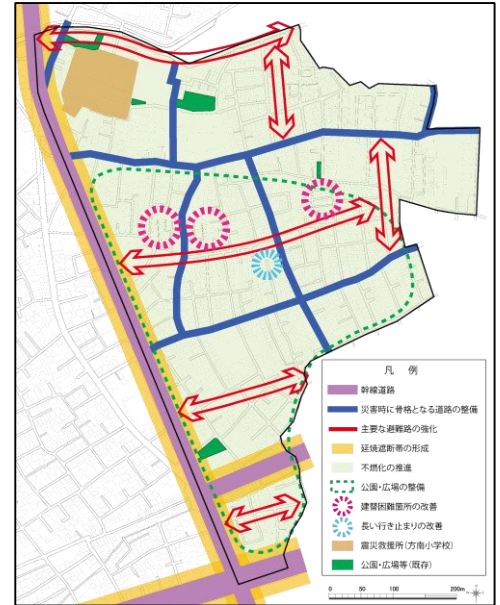 凡 例
幹線道路
災害時に骨格となる道路の整備
主要な避難路の強化
延焼遮断帯の形成
不燃化の推進
公園・広場の整備
建替困難箇所の改善
長い行き止まりの改善
震災救援所(方南小学校)
公園・広場等(既存)
0 50 100 200m